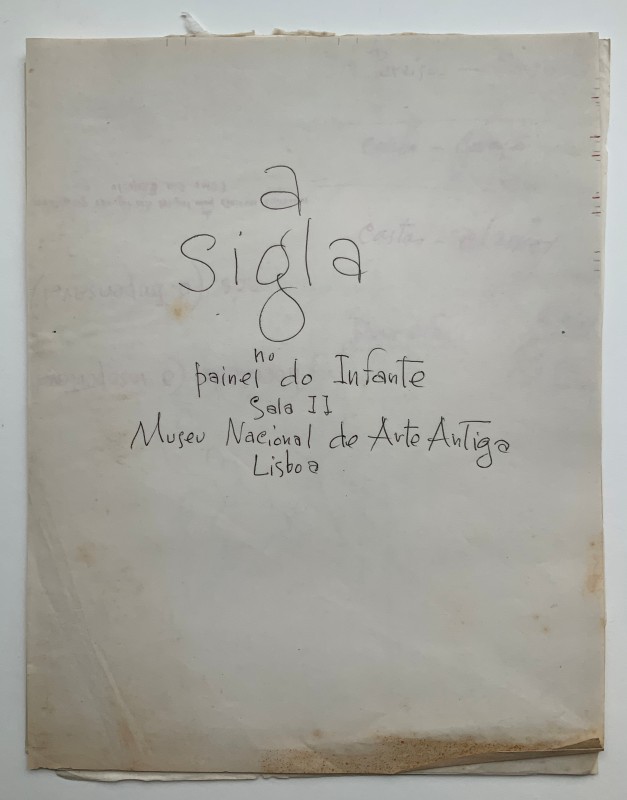 a
sigla
no
painel do Infante
Sala II
Museu Nacional de Arte Antiga
Lisboa